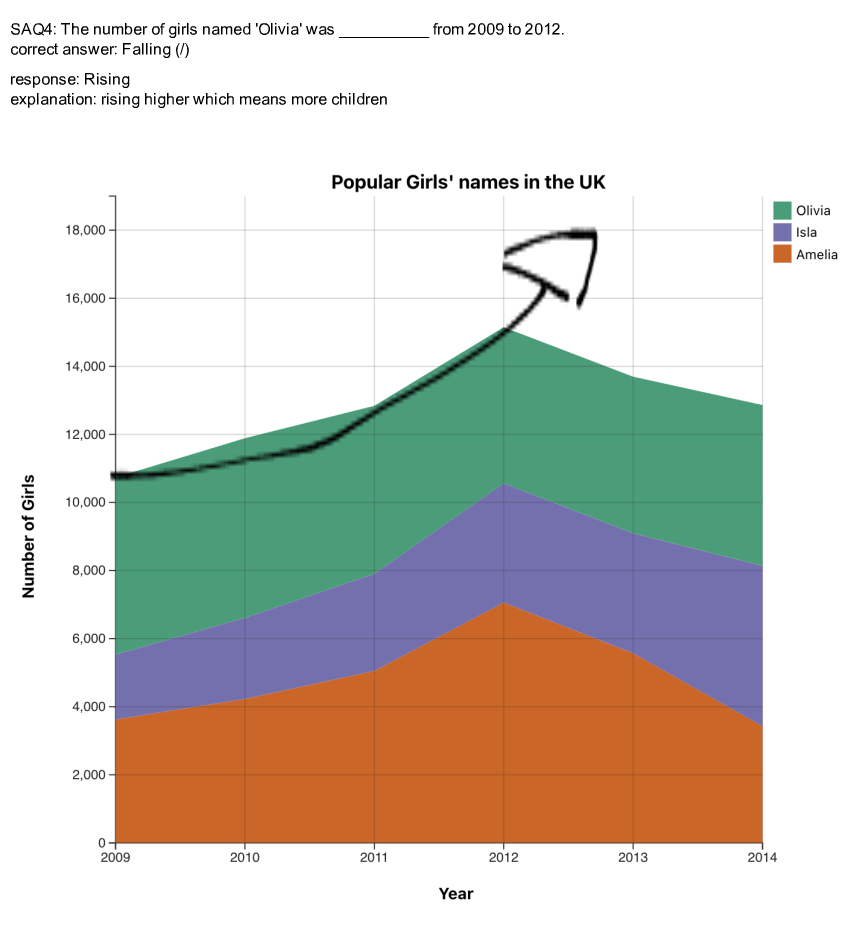 SAQ4: The number of girls named 'Olivia' was ___________ from 2009 to 2012.
correct answer: Falling (/)
response: Rising
explanation: rising higher which means more children
Popular Girls' names in the UK
Olivia
Isla
Amelia
18,000
16,000
14,000
12,000
10,000
8,000
6,000
4,000
2,000
0
Number of Girls
2009 2010 2011 2012 2013 2014
Year